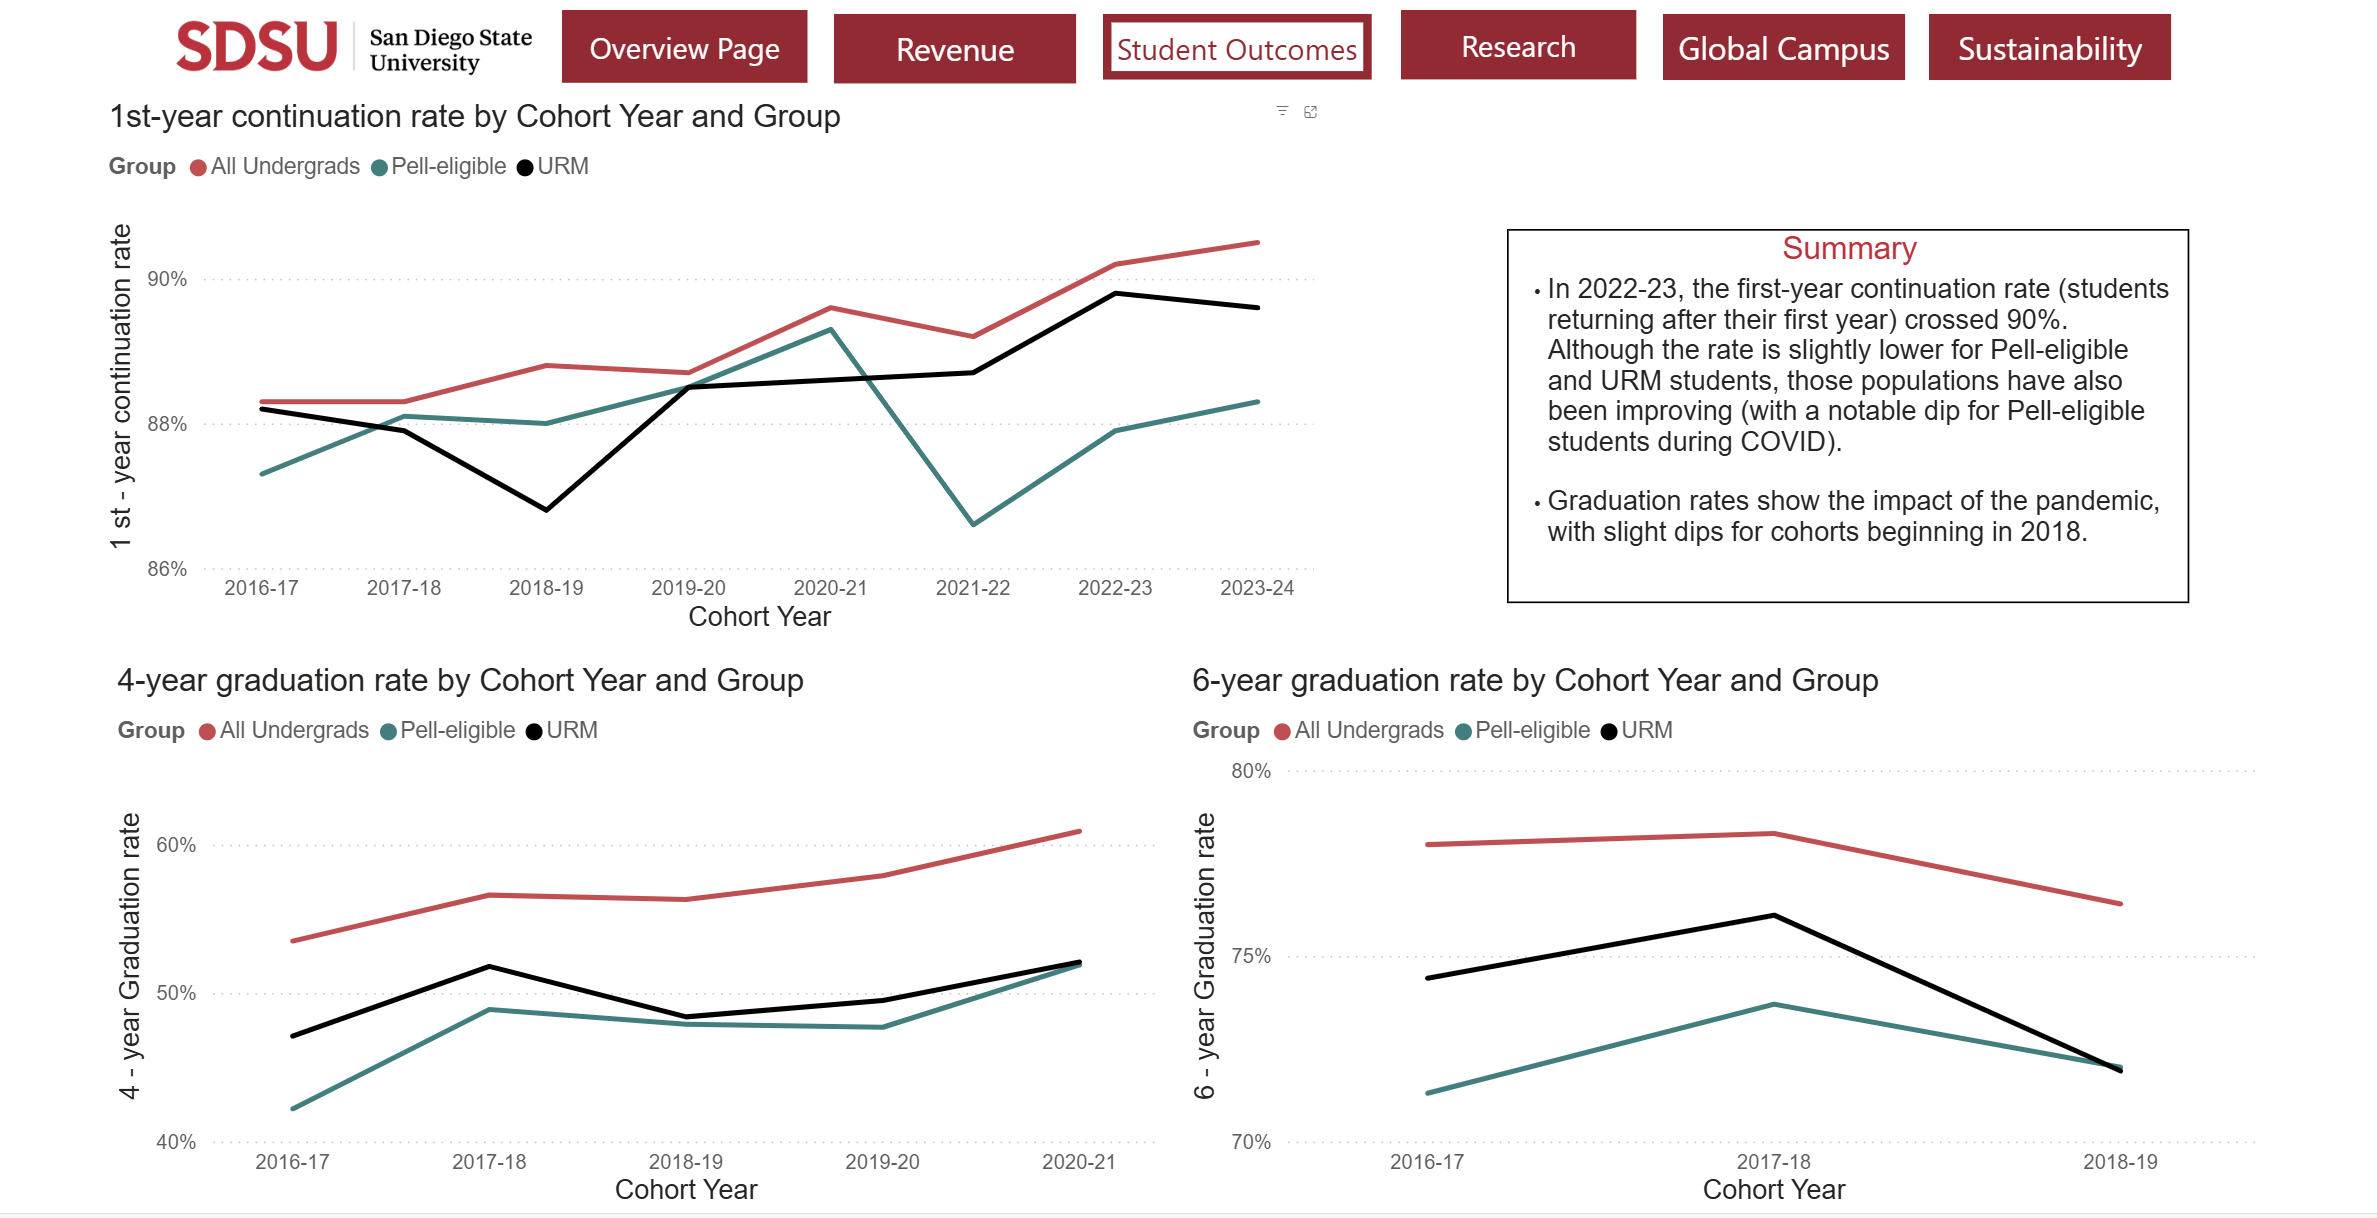 SDSU
San Diego State
University
Overview Page
Revenue
Student Outcomes
Research
Global Campus
Sustainability
1st-year continuation rate by Cohort Year and Group
Group All Undergrads Pell-eligible URM
1 st - year continuation rate
90%
88%
86%
2016-17 2017-18 2018-19 2019-20 2020-21 2021-22 2022-23 2023-24
Cohort Year
Summary
• In 2022-23, the first-year continuation rate (students
returning after their first year) crossed 90%.
Although the rate is slightly lower for Pell-eligible
and URM students, those populations have also
been improving (with a notable dip for Pell-eligible
students during COVID).
• Graduation rates show the impact of the pandemic,
with slight dips for cohorts beginning in 2018.
4-year graduation rate by Cohort Year and Group
Group All Undergrads Pell-eligible URM
4 - year Graduation rate
60%
50%
40%
2016-17 2017-18 2018-19 2019-20 2020-21
Cohort Year
6-year graduation rate by Cohort Year and Group
Group All Undergrads Pell-eligible URM
6 - year Graduation rate
80%
75%
70%
2016-17 2017-18 2018-19
Cohort Year